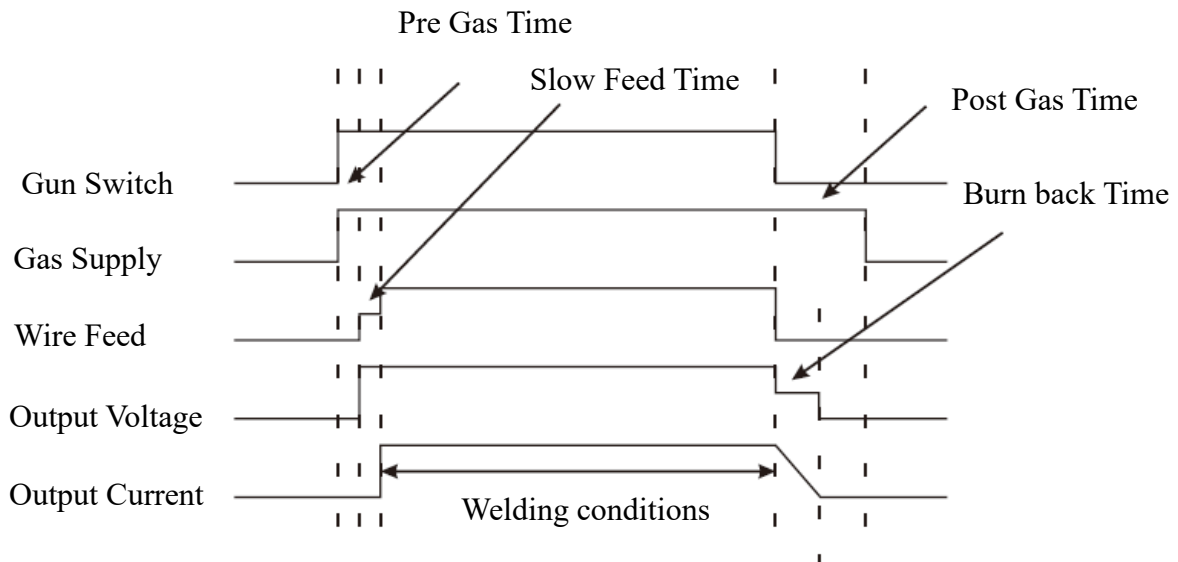 Pre Gas Time
Slow Feed Time
Post Gas Time
Gun Switch
Burn back Time
Gas Supply
Wire Feed
Output Voltage
Output Current
Welding conditions